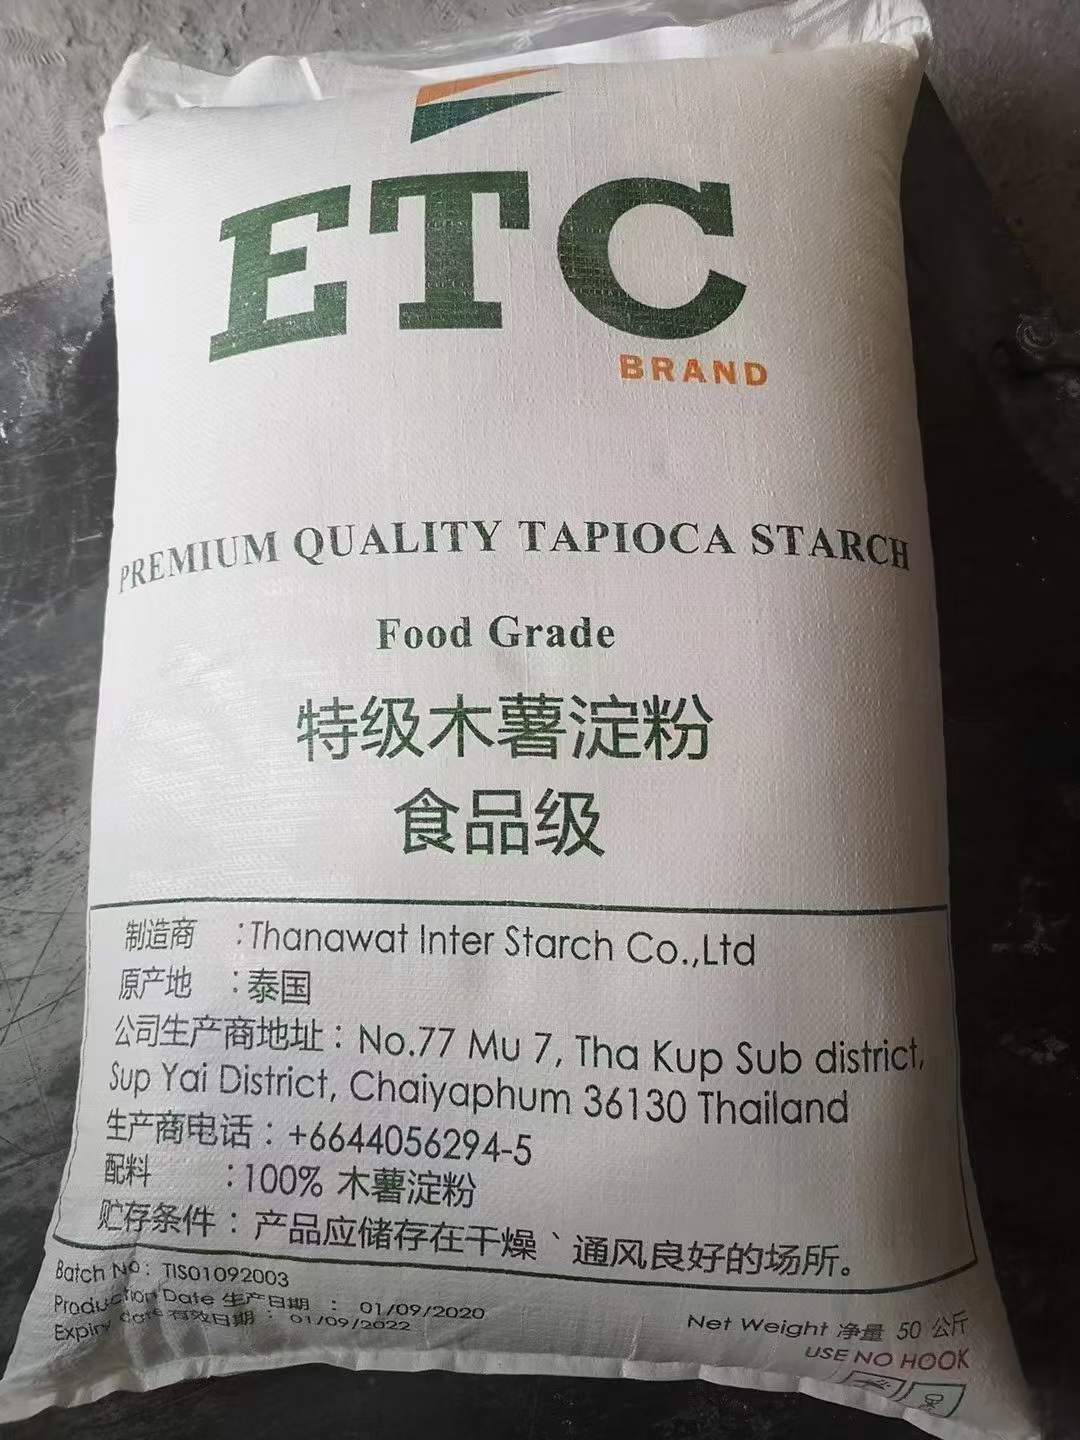 ETC
BRAND
PREMIUM QUALITY TAPIOCA STARCH
Food Grade
特级木薯淀粉
食品级
制造商 :Thanawat Inter Starch Co.,Ltd
原产地 :泰国
公司生产商地址：No.77 Mu 7, Tha Kup Sub district,
Sup Yai District, Chaiyaphum 36130 Thailand
生产商电话：+6644056294-5
配料 :100% 木薯淀粉
贮存条件：产品应储存在干燥、通风良好的场所。
Batch No: TIS01092003
Production Date 生产日期 : 01/09/2020
Expiry date 有效日期 : 01/09/2022
Net Weight 净量 50 公斤
USE NO HOOK